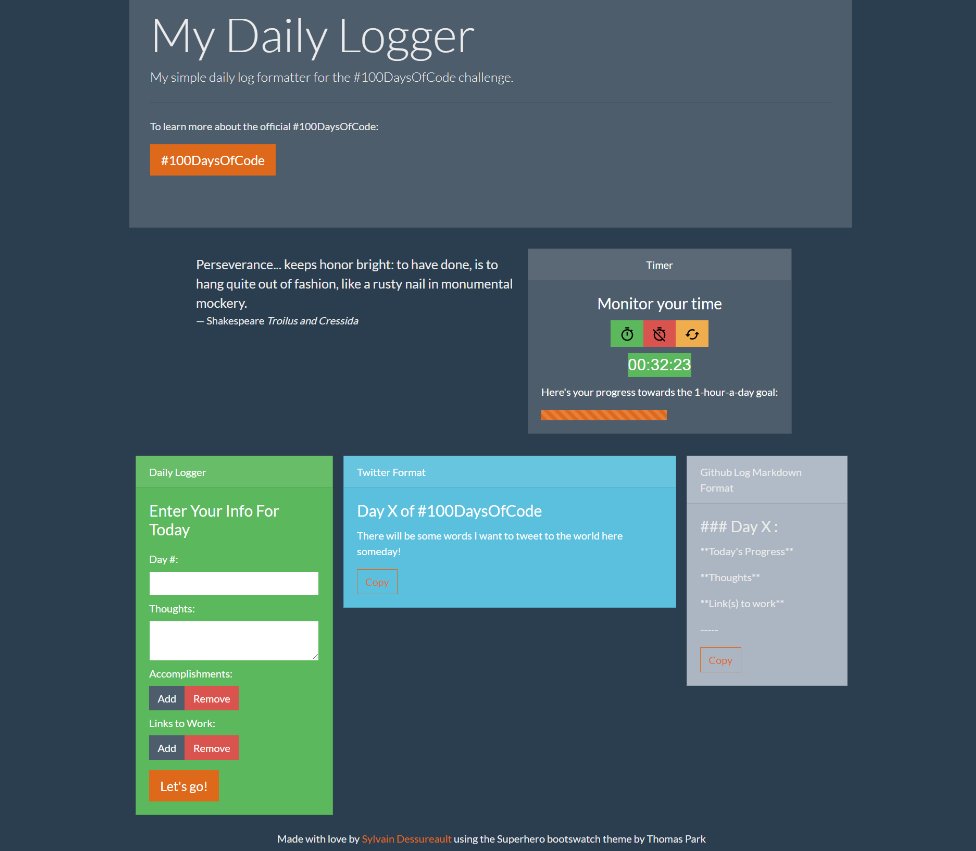 My Daily Logger
My simple daily log formatter for the #100DaysOfCode challenge.
To learn more about the official #100DaysOfCode:
#100DaysOfCode
Perseverance... keeps honor bright: to have done, is to
hang quite out of fashion, like a rusty nail in monumental
mockery.
— Shakespeare Troilus and Cressida
Timer
Monitor your time
00:32:23
Here's your progress towards the 1-hour-a-day goal:
Daily Logger
Enter Your Info For
Today
Day #:
Thoughts:
Accomplishments:
Add Remove
Links to Work:
Add Remove
Let's go!
Twitter Format
Day X of #100DaysOfCode
There will be some words I want to tweet to the world here
someday!
Copy
Github Log Markdown
Format
### Day X :
**Today's Progress**
**Thoughts**
**Link(s) to work**
-----
Copy
Made with love by Sylvain Dessureault using the Superhero bootswatch theme by Thomas Park